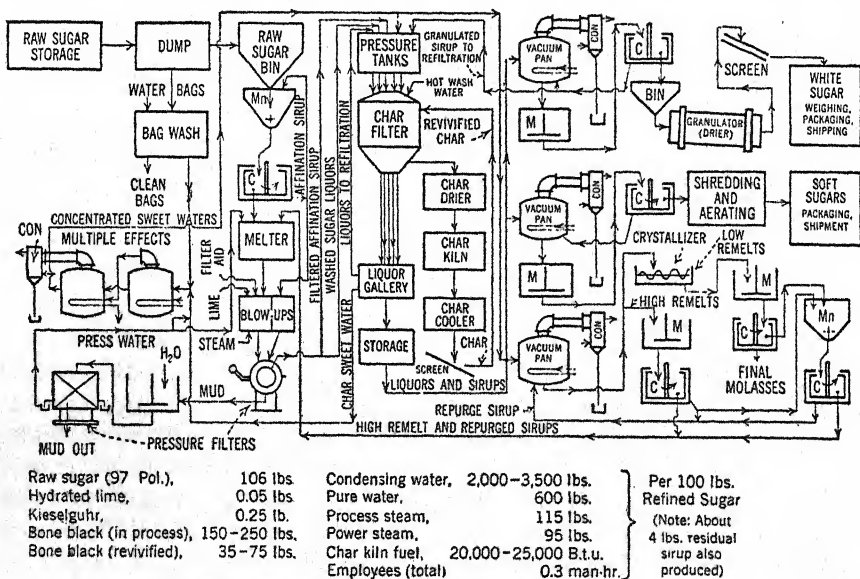 RAW SUGAR
STORAGE
DUMP
WATER
BAGS
BAG WASH
CLEAN
BAGS
RAW
SUGAR
BIN
Mn
C
AFFINATION SIRUP
CONCENTRATED SWEET WATERS
CON
MULTIPLE EFFECTS
PRESS WATER
H2O
MUD
MUD OUT
PRESSURE FILTERS
MELTER
FILTER
AID
LIME
BLOW-UPS
STEAM
FILTERED AFFINATION SIRUP
WASHED SUGAR LIQUORS
LIQUORS TO REFILTRATION
CHAR SWEET WATER
PRESSURE
TANKS
GRANULATED
SIRUP TO
REFILTRATION
HOT WASH
WATER
CHAR
FILTER
REVIVIFIED
CHAR
CHAR
DRIER
CHAR
KILN
CHAR
COOLER
CHAR
SCREEN
LIQUOR
GALLERY
STORAGE
LIQUORS AND SIRUPS
REPURGE SIRUP
HIGH REMELT AND REPURGED SIRUPS
VACUUM
PAN
CON
M
C
BIN
GRANULATOR
(DRIER)
SCREEN
WHITE
SUGAR
WEIGHING,
PACKAGING,
SHIPPING
VACUUM
PAN
CON
M
C
SHREDDING
AND
AERATING
SOFT
SUGARS
PACKAGING,
SHIPMENT
CRYSTALLIZER
LOW
REMELTS
HIGH REMELTS
VACUUM
PAN
CON
M
C
M
C
FINAL
MOLASSES
Mn
C
Raw sugar (97 Pol.), 106 lbs.
Hydrated lime, 0.05 lbs.
Kieselguhr, 0.25 lb.
Bone black (in process), 150-250 lbs.
Bone black (revivified), 35-75 lbs.
Condensing water, 2,000-3,500 lbs.
Pure water, 600 lbs.
Process steam, 115 lbs.
Power steam, 95 lbs.
Char kiln fuel, 20,000-25,000 B.t.u.
Employees (total) 0.3 man-hr.
Per 100 lbs.
Refined Sugar
(Note: About
4 lbs. residual
sirup also
produced)